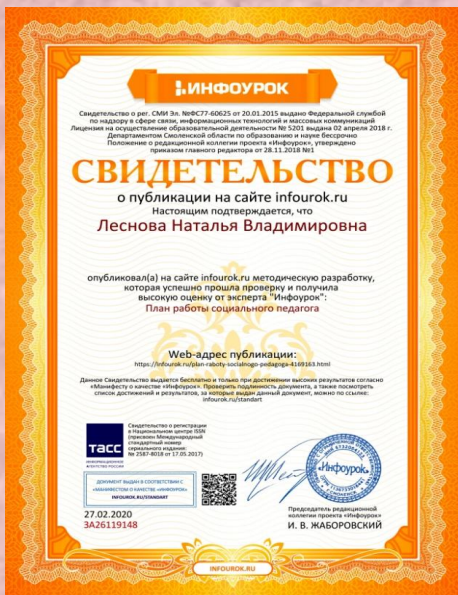 ИНФОУРОК
Свидетельство о рег. СМИ Эл. №ФС77-60625 от 20.01.2015 выдано Федеральной службой
по надзору в сфере связи, информационных технологий и массовых коммуникаций
Лицензия на осуществление образовательной деятельности № 5201 выдана 02 апреля 2018 г.
Департаментом Смоленской области по образованию и науке бессрочно
Положение о редакционной коллегии проекта «Инфоурок», утверждено
приказом главного редактора от 28.11.2018 №1
СВИДЕТЕЛЬСТВО
о публикации на сайте infourok.ru
Настоящим подтверждается, что
Леснова Наталья Владимировна
опубликовал(а) на сайте infourok.ru методическую разработку,
которая успешно прошла проверку и получила
высокую оценку от эксперта "Инфоурок":
План работы социального педагога
Web-адрес публикации:
https://infourok.ru/plan-raboty-socialnogo-pedagoga-4169163.html
Данное Свидетельство выдается бесплатно и только при достижении высоких результатов согласно
«Манифесту о качестве «Инфоурок». Проверить подлинность документа, а также посмотреть
список достижений и результатов, за которые выдан данный документ, можно по ссылке:
infourok.ru/standart
ТАСС
ИНФОРМАЦИОННОЕ
АГЕНТСТВО РОССИИ
Свидетельство о регистрации
в Национальном центре ISSN
(присвоен Международный
стандартный номер
сериального издания:
№ 2587-8018 от 17.05.2017)
ДОКУМЕНТ ВЫДАН В СООТВЕТСТВИИ С
«МАНИФЕСТОМ О КАЧЕСТВЕ «ИНФОУРОК»
INFOUROK.RU/STANDART
27.02.2020
ЗА26119148
«Инфоурок»
Председатель редакционной
коллегии проекта «Инфоурок»
И. В. ЖАБОРОВСКИЙ
INFOUROK.RU